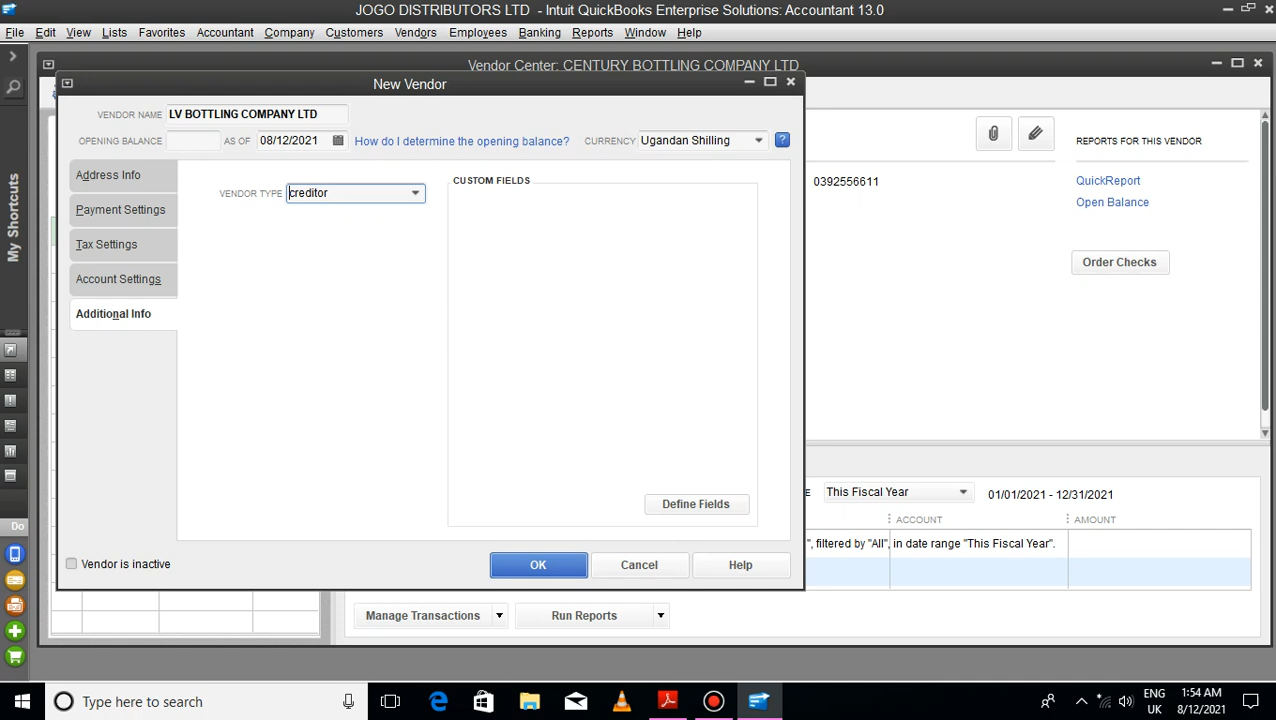 JOGO DISTRIBUTORS LTD - Intuit QuickBooks Enterprise Solutions: Accountant 13.0
File Edit View Lists Favorites Accountant Company Customers Vendors Employees Banking Reports Window Help
Vendor Center: CENTURY BOTTLING COMPANY LTD
New Vendor
VENDOR NAME LV BOTTLING COMPANY LTD
OPENING BALANCE AS OF 08/12/2021 How do I determine the opening balance? CURRENCY Ugandan Shilling ?
REPORTS FOR THIS VENDOR
Address Info
CUSTOM FIELDS
0392556611
QuickReport
VENDOR TYPE creditor
Open Balance
Payment Settings
Tax Settings
Order Checks
Account Settings
Additional Info
My Shortcuts
Define Fields
This Fiscal Year 01/01/2021 - 12/31/2021
ACCOUNT AMOUNT
Do
", filtered by "All", in date range "This Fiscal Year".
Vendor is inactive
OK Cancel Help
Manage Transactions Run Reports
Type here to search
ENG
UK
1:54 AM
8/12/2021